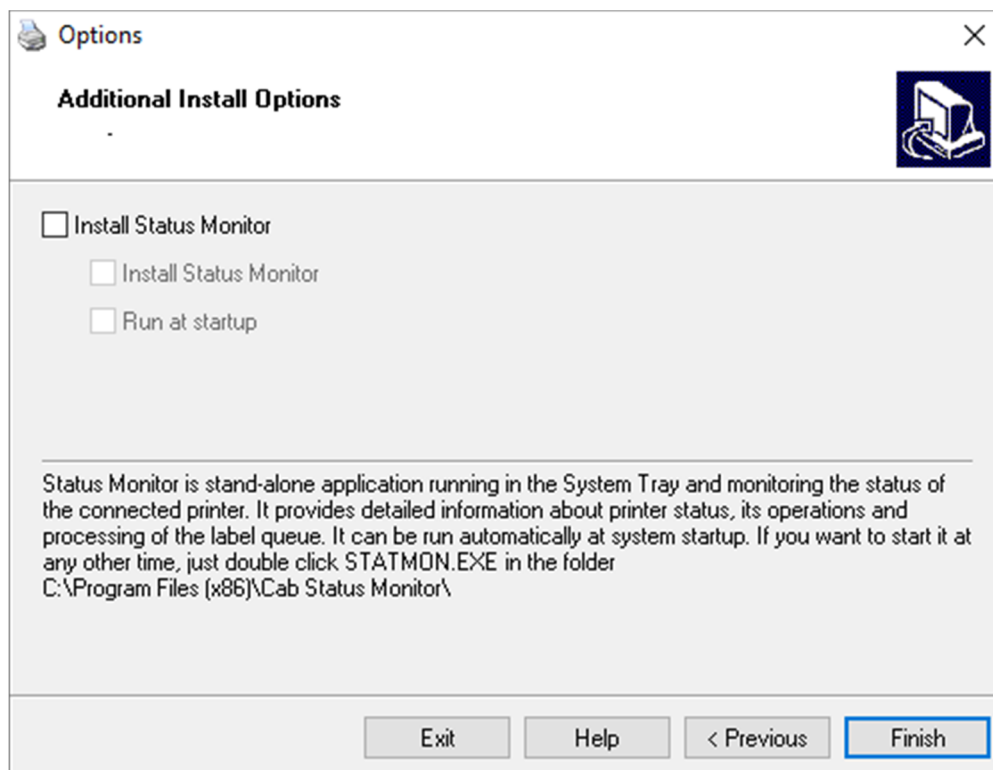 Options
Additional Install Options
.
Install Status Monitor
Install Status Monitor
Run at startup
Status Monitor is stand-alone application running in the System Tray and monitoring the status of
the connected printer. It provides detailed information about printer status, its operations and
processing of the label queue. It can be run automatically at system startup. If you want to start it at
any other time, just double click STATMON.EXE in the folder
C:\Program Files (x86)\Cab Status Monitor\
Exit
Help
< Previous
Finish